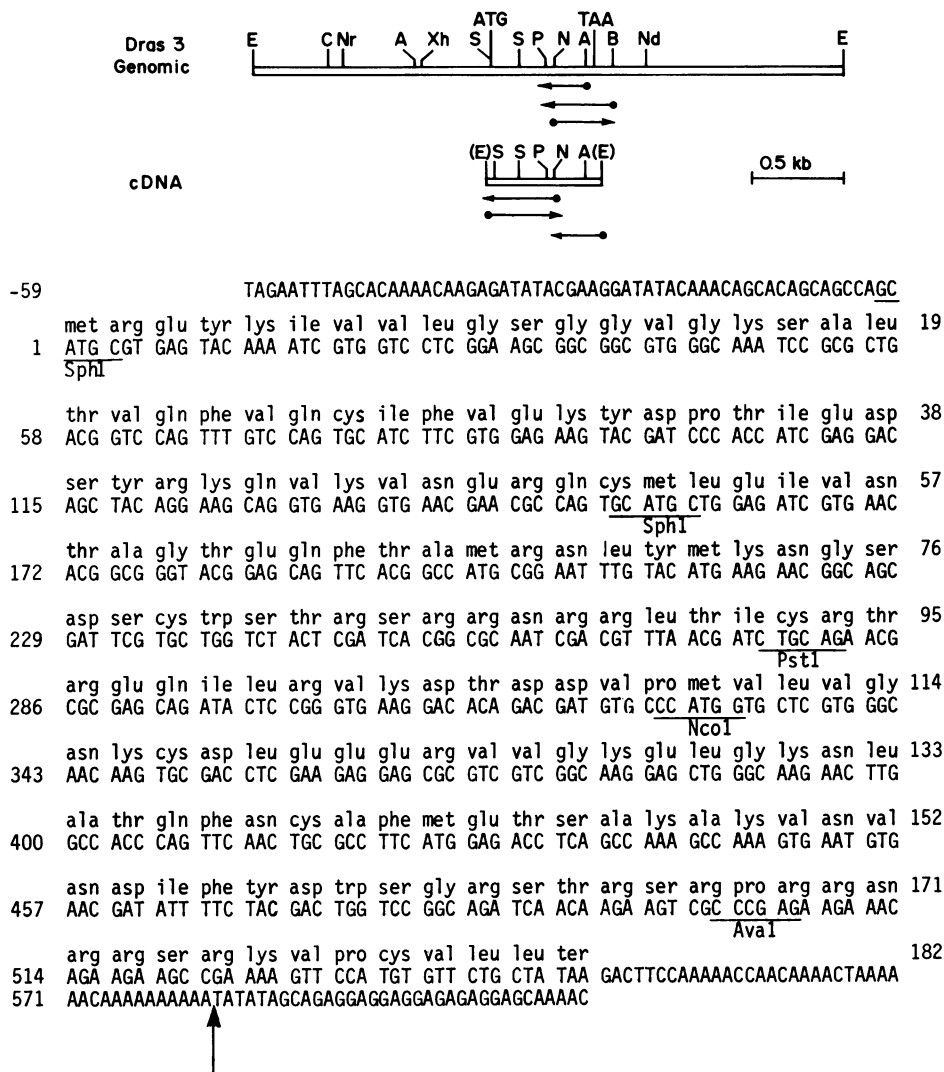 ATG TAA
Dras 3 E C Nr A Xh S S P N A B Nd E
Genomic
(E) S S P N A (E) 0.5 kb
cDNA
-59 TAGAATTTAGCACAAAACAAGAGATATACGAAGGATATACAAACAGCACAGCAGCCAGC
met arg glu tyr lys ile val val leu gly ser gly gly val gly lys ser ala leu 19
1 ATG CGT GAG TAC AAA ATC GTG GTC CTC GGA AGC GGC GGC GTG GGC AAA TCC GCG CTG
Sph1
thr val gln phe val gln cys ile phe val glu lys tyr asp pro thr ile glu asp 38
58 ACG GTC CAG TTT GTC CAG TGC ATC TTC GTG GAG AAG TAC GAT CCC ACC ATC GAG GAC
ser tyr arg lys gln val lys val asn glu arg gln cys met leu glu ile val asn 57
115 AGC TAC AGG AAG CAG GTG AAG GTG AAC GAA CGC CAG TGC ATG CTG GAG ATC GTG AAC
Sph1
thr ala gly thr glu gln phe thr ala met arg asn leu tyr met lys asn gly ser 76
172 ACG GCG GGT ACG GAG CAG TTC ACG GCC ATG CGG AAT TTG TAC ATG AAG AAC GGC AGC
asp ser cys trp ser thr arg ser arg arg asn arg arg leu thr ile cys arg thr 95
229 GAT TCG TGC TGG TCT ACT CGA TCA CGG CGC AAT CGA CGT TTA ACG ATC TGC AGA ACG
Pst1
arg glu gln ile leu arg val lys asp thr asp asp val pro met val leu val gly 114
286 CGC GAG CAG ATA CTC CGG GTG AAG GAC ACA GAC GAT GTG CCC ATG GTG CTC GTG GGC
Nco1
asn lys cys asp leu glu glu glu arg val val gly lys glu leu gly lys asn leu 133
343 AAC AAG TGC GAC CTC GAA GAG GAG CGC GTC GTC GGC AAG GAG CTG GGC AAG AAC TTG
ala thr gln phe asn cys ala phe met glu thr ser ala lys ala lys val asn val 152
400 GCC ACC CAG TTC AAC TGC GCC TTC ATG GAG ACC TCA GCC AAA GCC AAA GTG AAT GTG
asn asp ile phe tyr asp trp ser gly arg ser thr arg ser arg pro arg arg asn 171
457 AAC GAT ATT TTC TAC GAC TGG TCC GGC AGA TCA ACA AGA AGT CGC CCG AGA AGA AAC
Ava1
arg arg ser arg lys val pro cys val leu leu ter 182
514 AGA AGA AGC CGA AAA GTT CCA TGT GTT CTG CTA TAA GACTTCCAAAAACCAACAAAACTAAAA
571 AACAAAAAAAAAATATATAGCAGAGGAGGAGGAGAGAGGAGCAAAAC